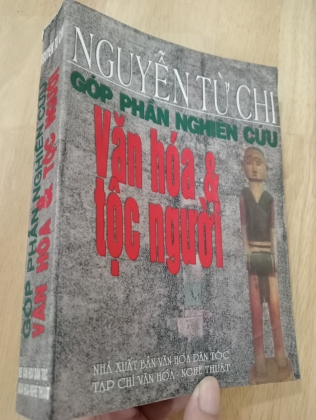 NGUYỄN TỪ CHI
GÓP PHẦN NGHIÊN CỨU
Văn hóa &
tộc người
NHÀ XUẤT BẢN VĂN HÓA DÂN TỘC
TẠP CHÍ VĂN HÓA - NGHỆ THUẬT
GÓP PHẦN NGHIÊN CỨU
VĂN HÓA & TỘC NGƯỜI